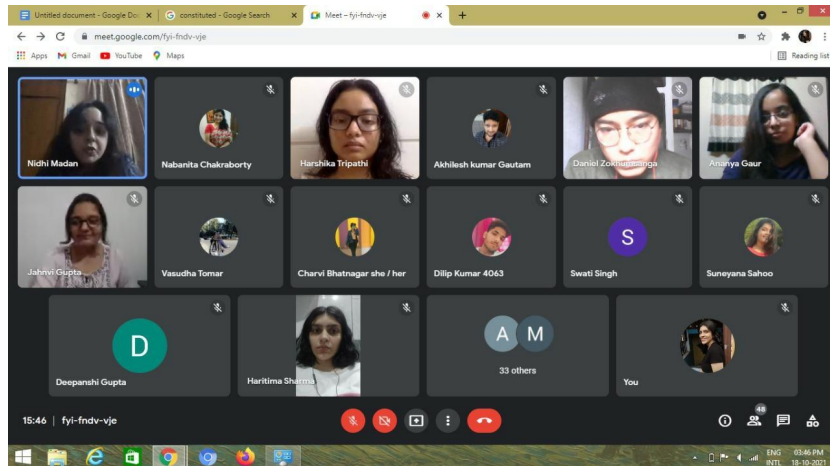 Untitled document - Google Doc
constituted - Google Search
Meet – fyi-fndv-vje
meet.google.com/fyi-fndv-vje
Apps
Gmail
YouTube
Maps
Reading list
Nidhi Madan
Nabanita Chakraborty
Harshika Tripathi
Akhilesh kumar Gautam
Daniel
Ananya Gaur
Jahnvi Gupta
Vasudha Tomar
Charvi Bhatnagar she / her
Dilip Kumar 4063
S
Swati Singh
Suneyana Sahoo
D
Deepanshi Gupta
Haritima Sharma
A M
33 others
You
15:46 | fyi-fndv-vje
48
ENG 03:46 PM
INTL 18-10-2021